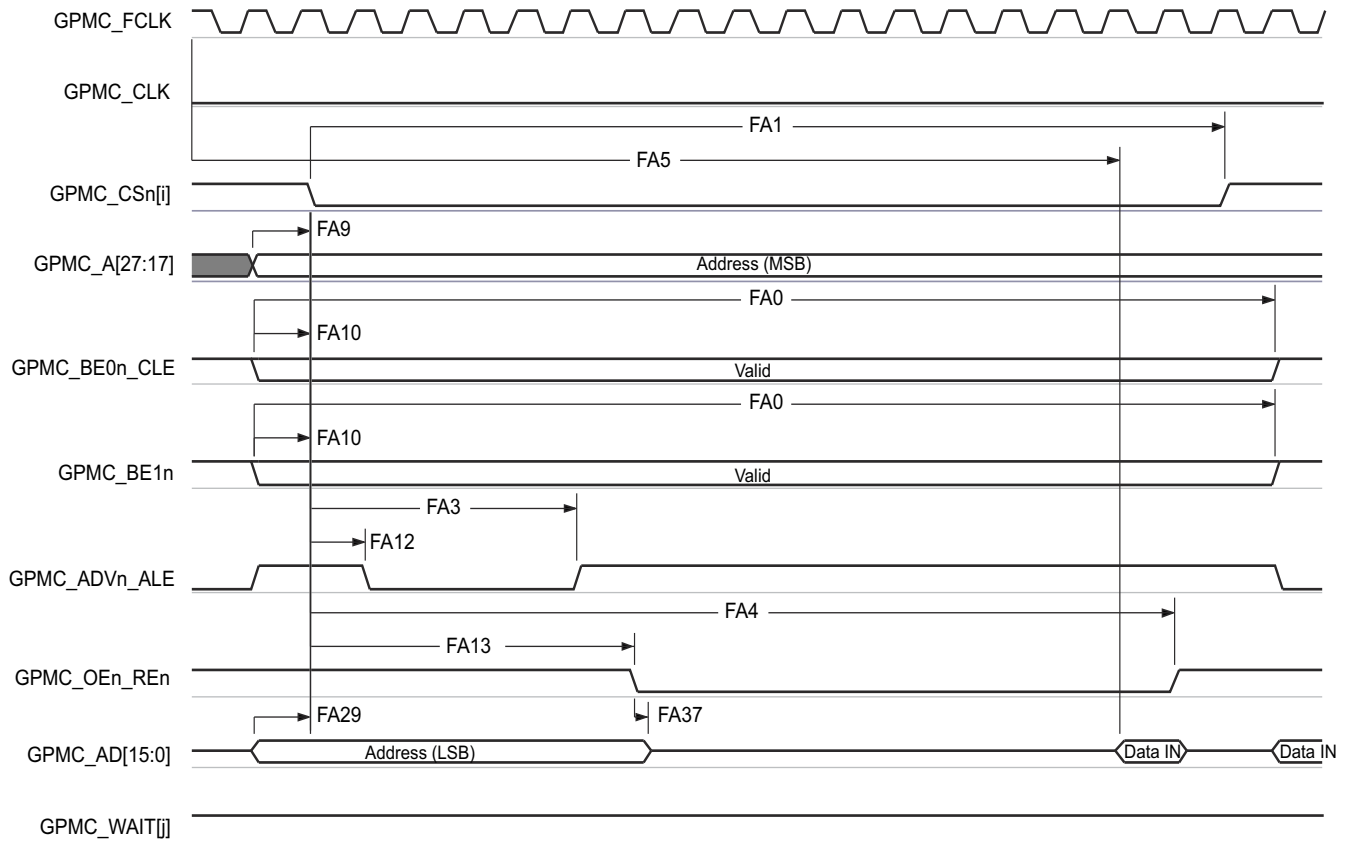 GPMC_FCLK
GPMC_CLK
FA1
FA5
GPMC_CSn[i]
FA9
GPMC_A[27:17]
Address (MSB)
FA0
FA10
GPMC_BE0n_CLE
Valid
FA0
FA10
GPMC_BE1n
Valid
FA3
FA12
GPMC_ADVn_ALE
FA4
FA13
GPMC_OEn_REn
FA29
FA37
GPMC_AD[15:0]
Address (LSB)
Data IN
Data IN
GPMC_WAIT[j]